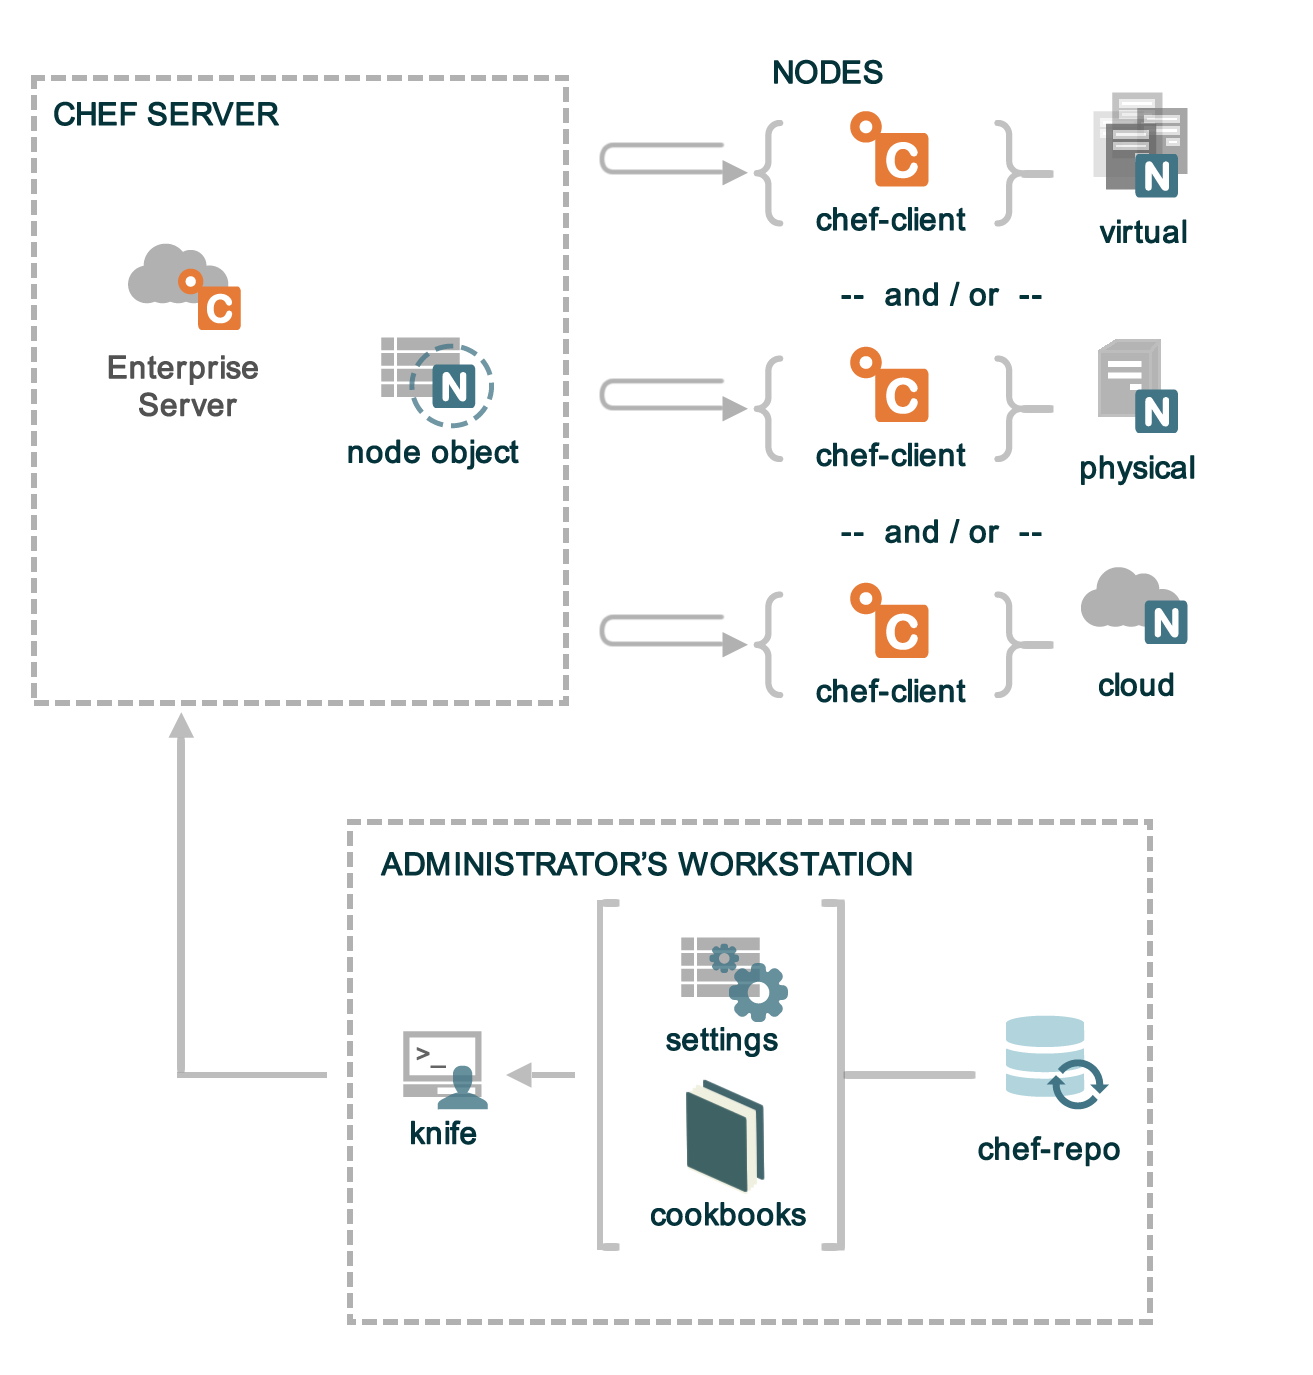 NODES
CHEF SERVER
C
chef-client
N
virtual
-- and / or --
C
Enterprise
Server
N
node object
C
chef-client
N
physical
-- and / or --
C
chef-client
N
cloud
ADMINISTRATOR’S WORKSTATION
settings
>_
knife
cookbooks
chef-repo